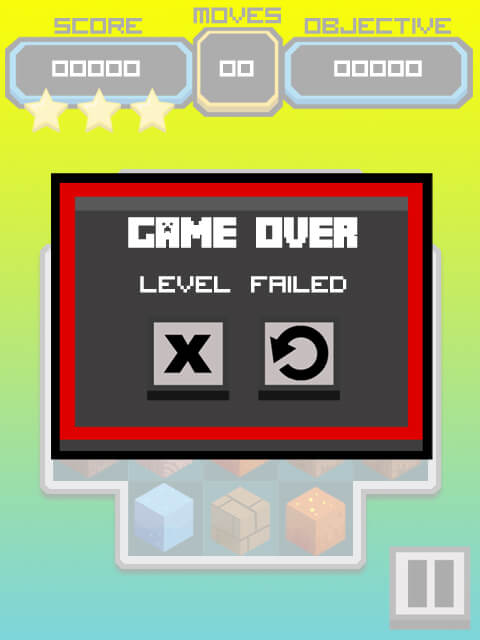 SCORE MOVES OBJECTIVE
00000 00 00000
GAME OVER
LEVEL FAILED
X